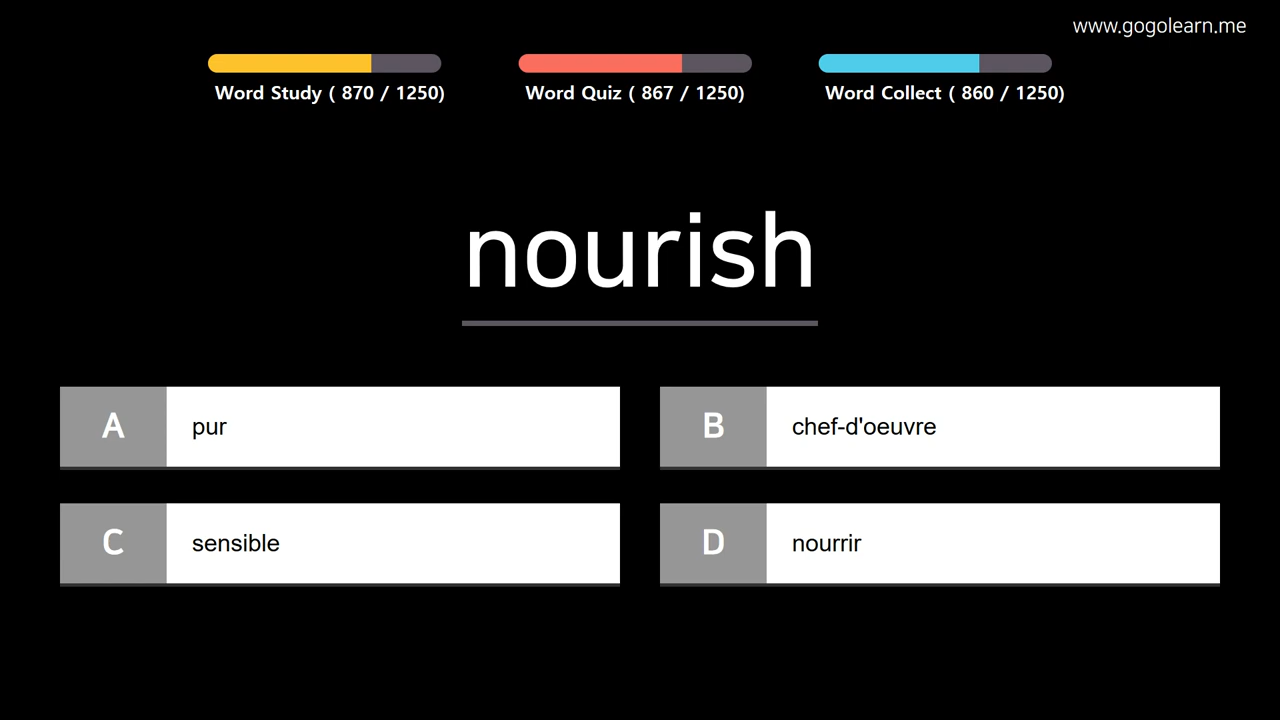 www.gogolearn.me
Word Study ( 870 / 1250)
Word Quiz ( 867 / 1250)
Word Collect ( 860 / 1250)
nourish
A pur
B chef-d'oeuvre
C sensible
D nourrir